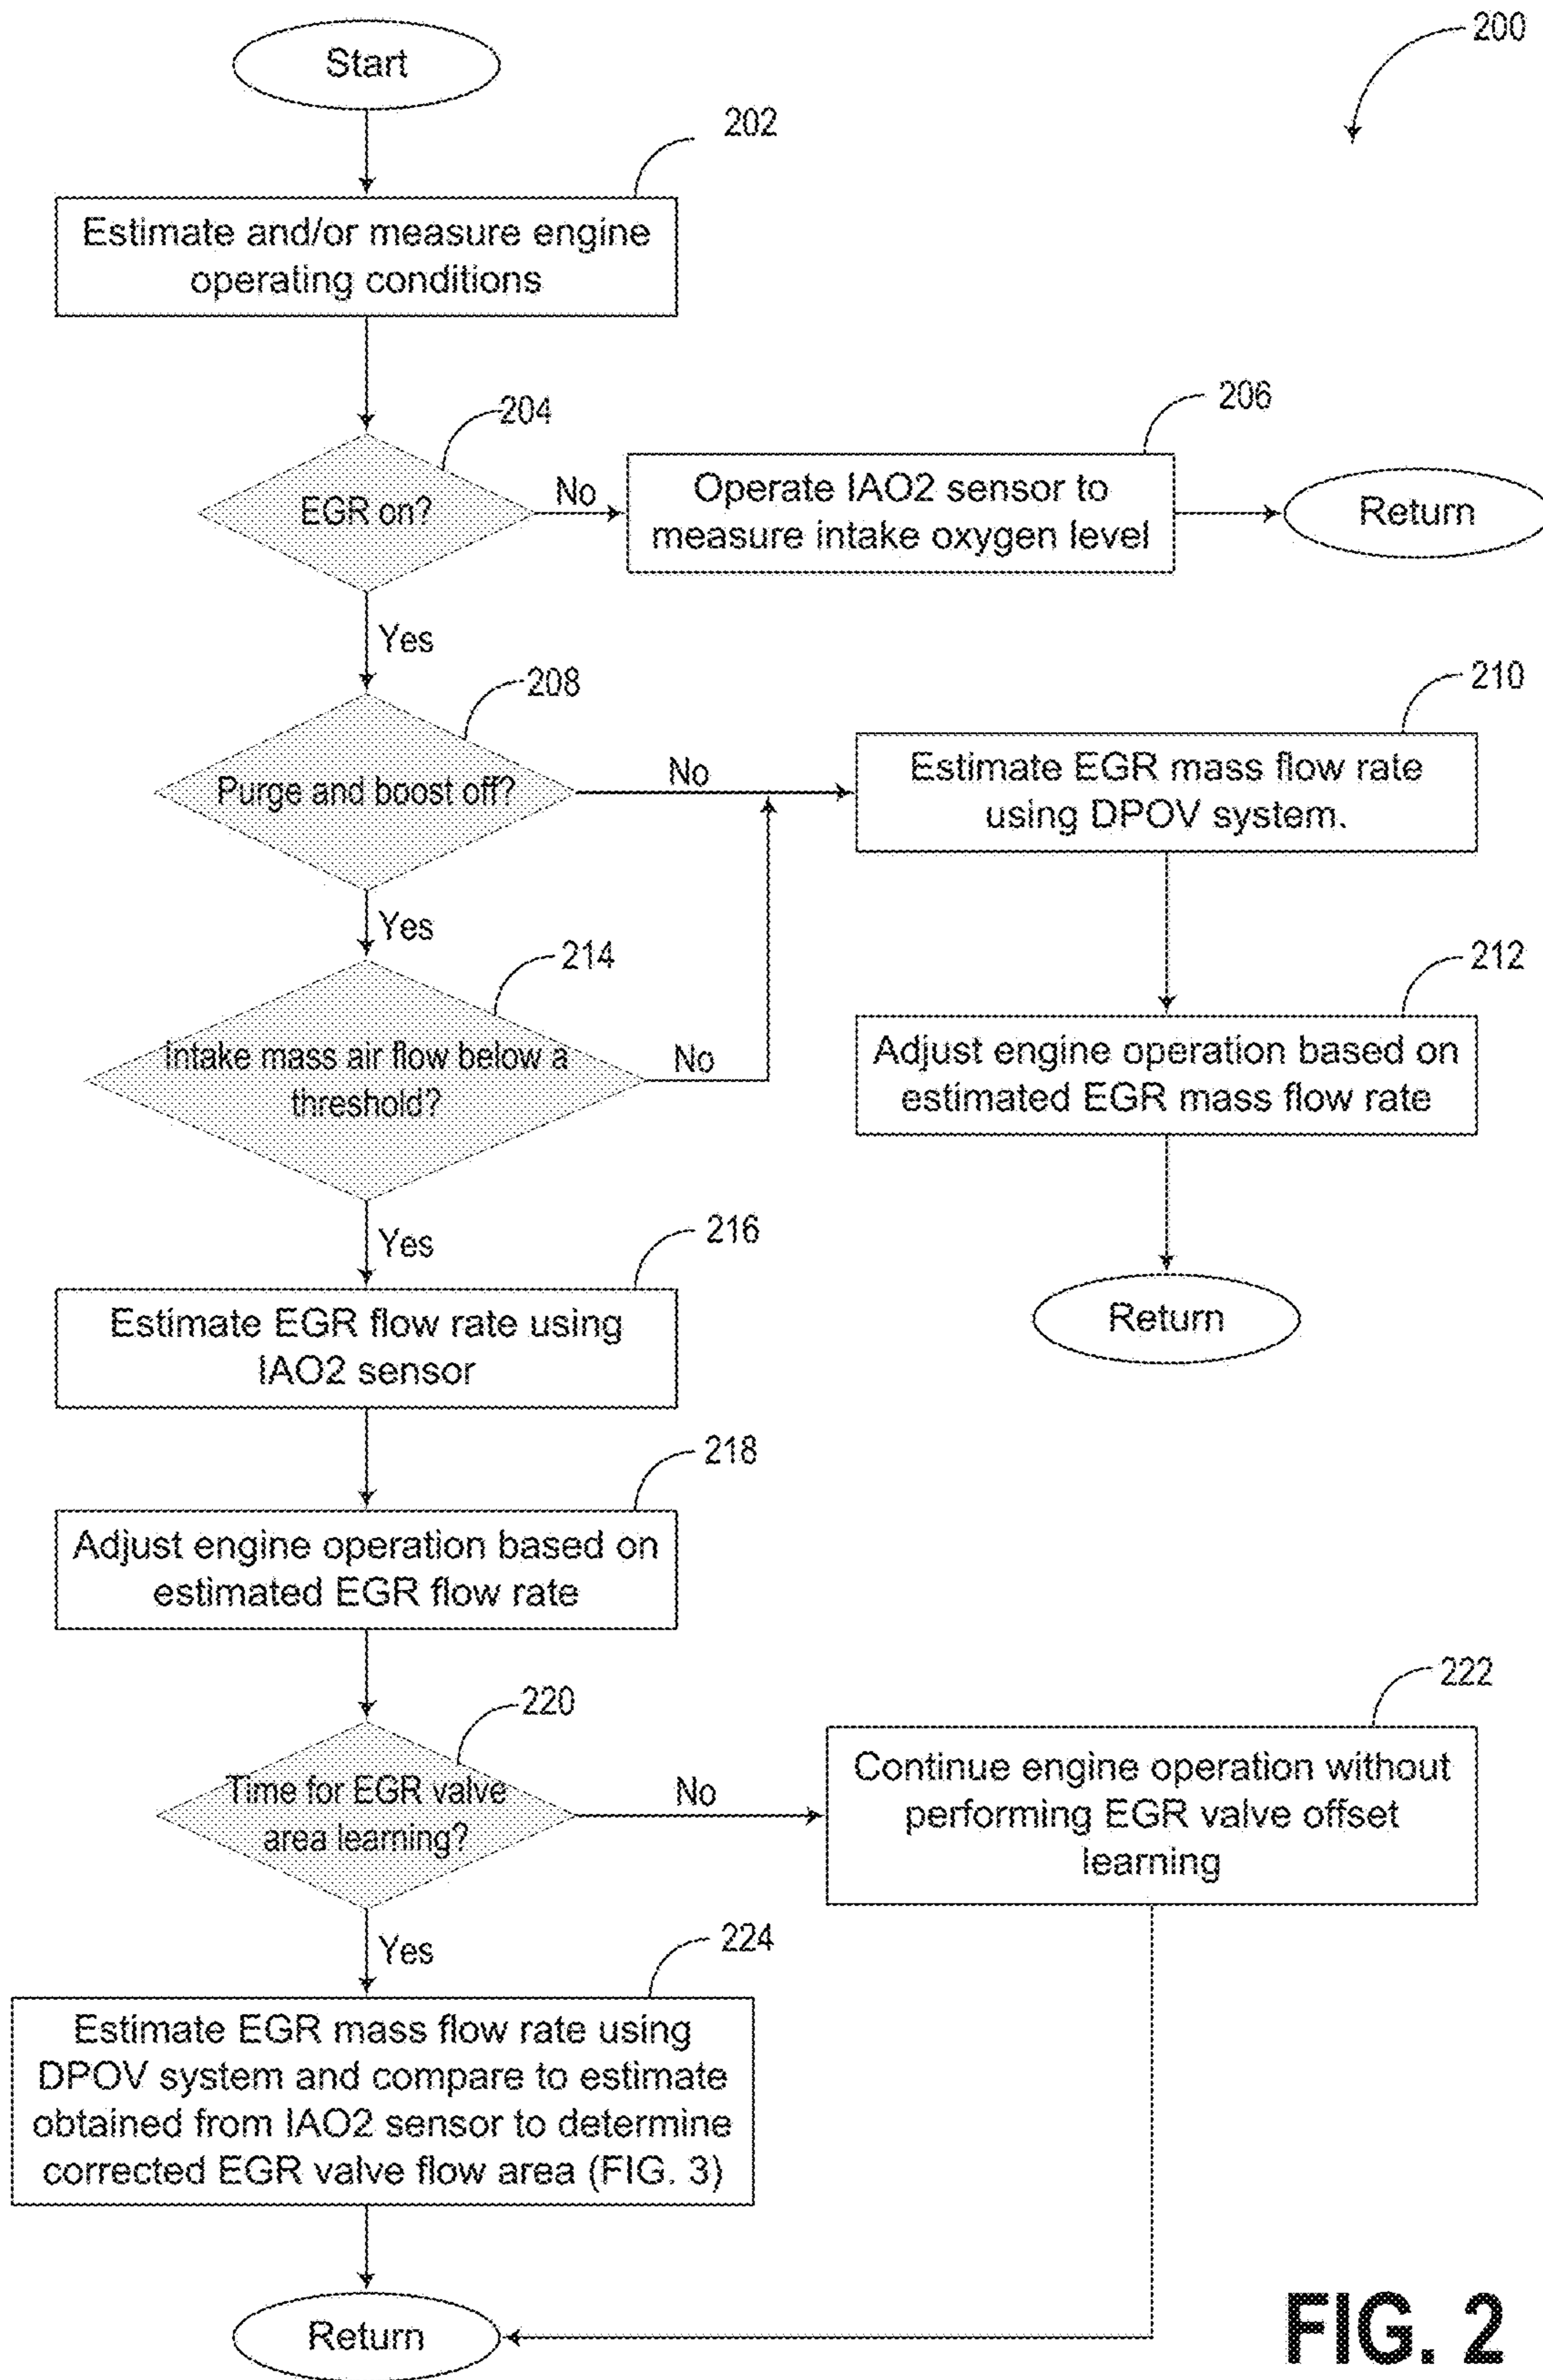 200
Start
202
Estimate and/or measure engine
operating conditions
204
EGR on?
No
206
Operate IAO2 sensor to
measure intake oxygen level
Return
Yes
208
Purge and boost off?
No
210
Estimate EGR mass flow rate
using DPOV system.
Yes
214
Intake mass air flow below a
threshold?
No
212
Adjust engine operation based on
estimated EGR mass flow rate
Return
Yes
216
Estimate EGR flow rate using
IAO2 sensor
218
Adjust engine operation based on
estimated EGR flow rate
220
Time for EGR valve
area learning?
No
222
Continue engine operation without
performing EGR valve offset
learning
Yes
224
Estimate EGR mass flow rate using
DPOV system and compare to estimate
obtained from IAO2 sensor to determine
corrected EGR valve flow area (FIG. 3)
Return
FIG. 2